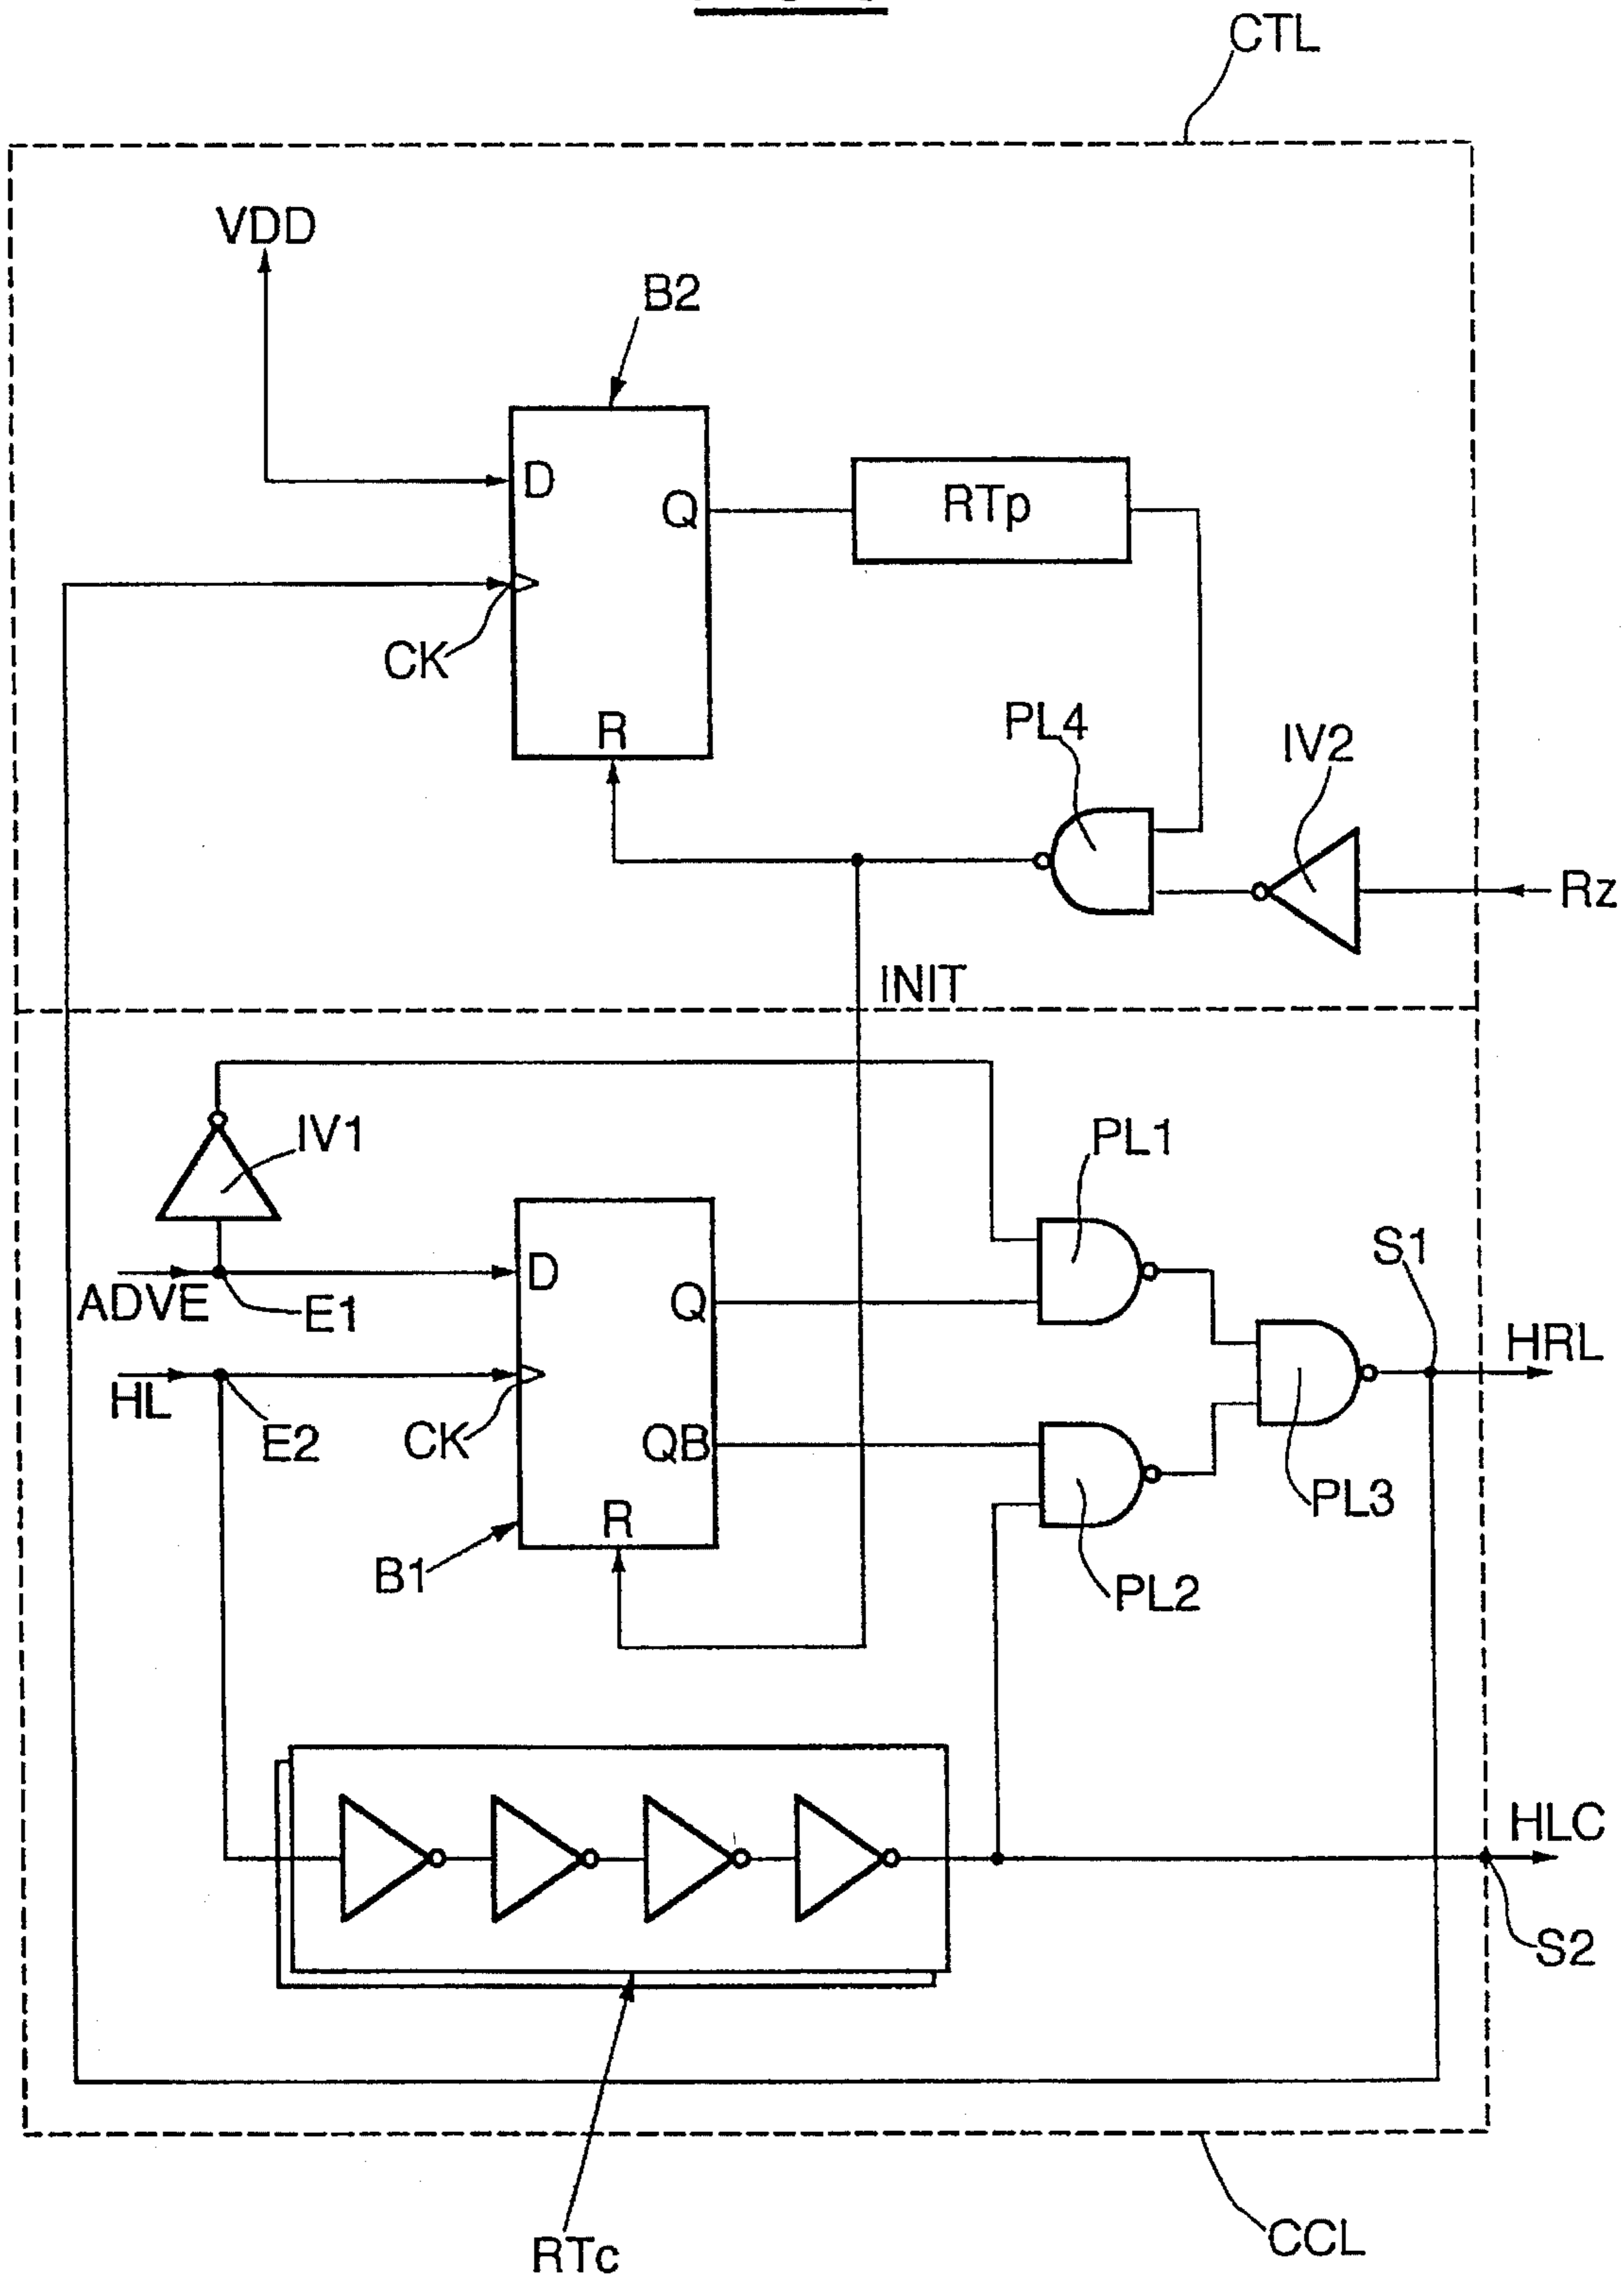 CTL
VDD
B2
D
Q
RTp
CK
R
PL4
IV2
Rz
INIT
IV1
PL1
S1
ADVE
E1
D
Q
HRL
HL
E2
CK
QB
PL3
R
B1
PL2
HLC
S2
RTc
CCL